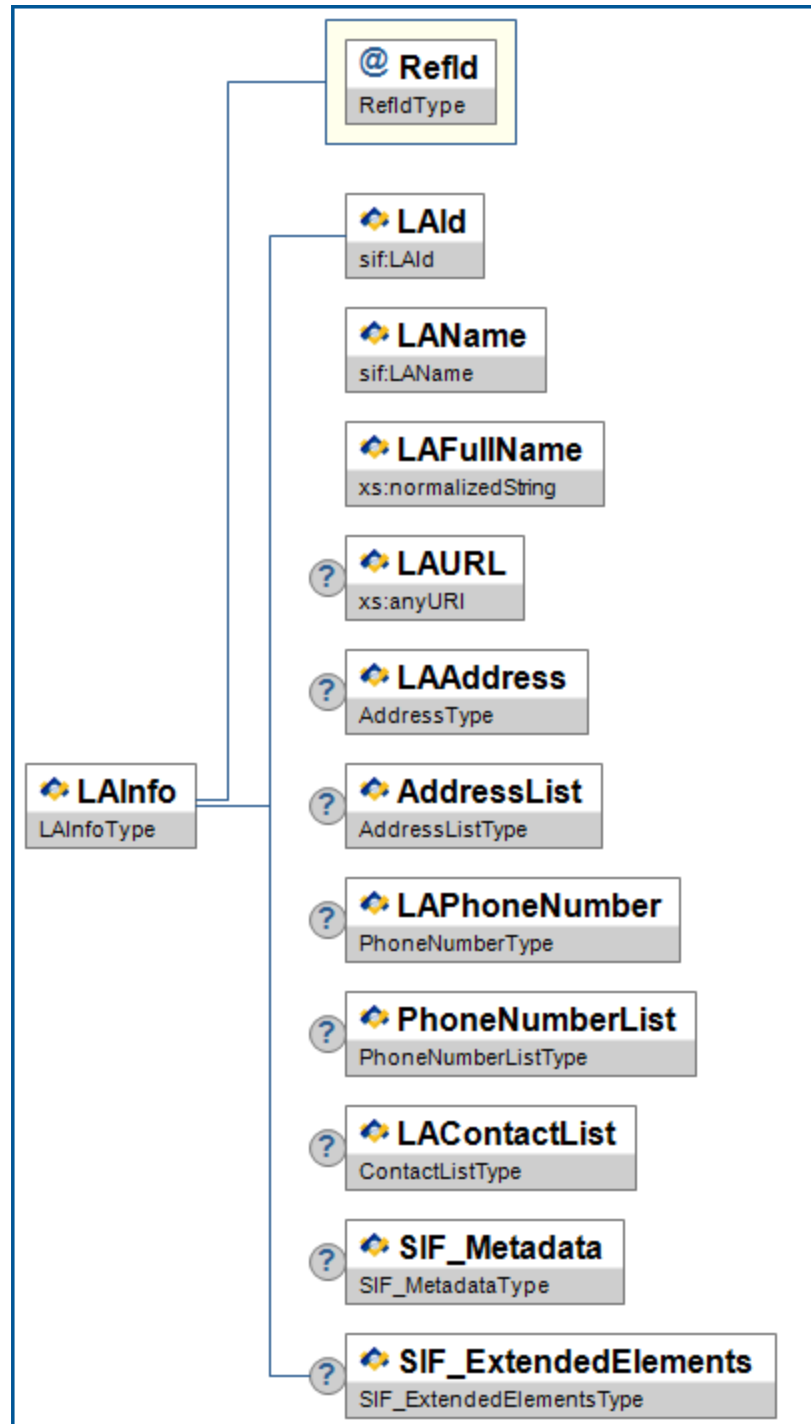 @ RefId
RefIdType
LAId
sif:LAId
LAName
sif:LAName
LAFullName
xs:normalizedString
? LAURL
xs:anyURI
? LAAddress
AddressType
LAInfo
LAInfoType
? AddressList
AddressListType
? LAPhoneNumber
PhoneNumberType
? PhoneNumberList
PhoneNumberListType
? LAContactList
ContactListType
? SIF_Metadata
SIF_MetadataType
? SIF_ExtendedElements
SIF_ExtendedElementsType